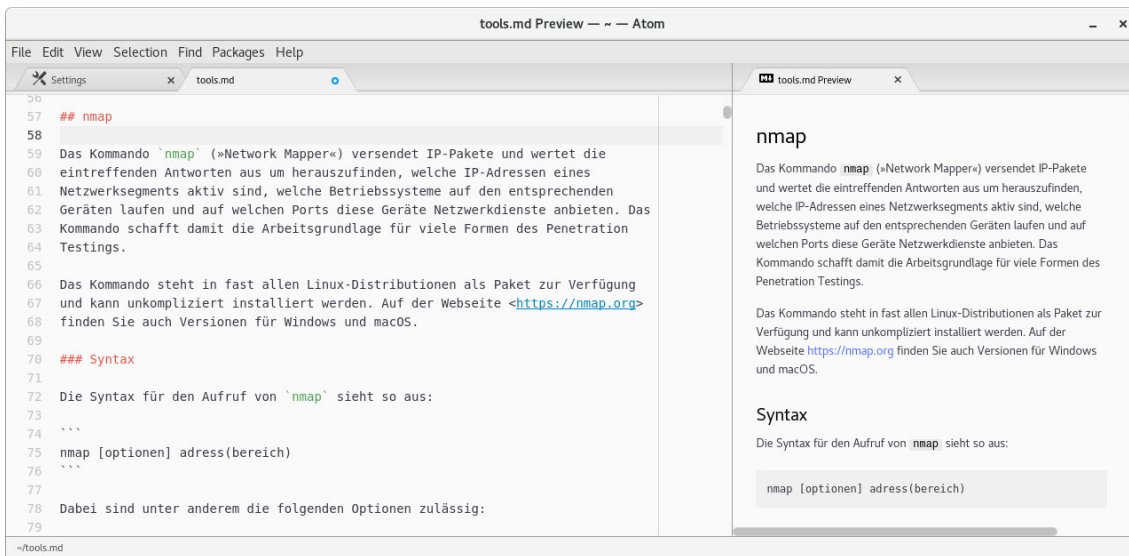 tools.md Preview — ~ — Atom
File Edit View Selection Find Packages Help
Settings
tools.md
tools.md Preview
56
57 ## nmap
58
59 Das Kommando `nmap` (»Network Mapper«) versendet IP-Pakete und wertet die
60 eintreffenden Antworten aus um herauszufinden, welche IP-Adressen eines
61 Netzwerksegments aktiv sind, welche Betriebssysteme auf den entsprechenden
62 Geräten laufen und auf welchen Ports diese Geräte Netzwerkdienste anbieten. Das
63 Kommando schafft damit die Arbeitsgrundlage für viele Formen des Penetration
64 Testings.
65
66 Das Kommando steht in fast allen Linux-Distributionen als Paket zur Verfügung
67 und kann unkompliziert installiert werden. Auf der Webseite <https://nmap.org>
68 finden Sie auch Versionen für Windows und macOS.
69
70 ### Syntax
71
72 Die Syntax für den Aufruf von `nmap` sieht so aus:
73
74 ```
75 nmap [optionen] adress(bereich)
76 ```
77
78 Dabei sind unter anderem die folgenden Optionen zulässig:
79
nmap
Das Kommando nmap (»Network Mapper«) versendet IP-Pakete
und wertet die eintreffenden Antworten aus um herauszufinden,
welche IP-Adressen eines Netzwerksegments aktiv sind, welche
Betriebssysteme auf den entsprechenden Geräten laufen und auf
welchen Ports diese Geräte Netzwerkdienste anbieten. Das
Kommando schafft damit die Arbeitsgrundlage für viele Formen des
Penetration Testings.
Das Kommando steht in fast allen Linux-Distributionen als Paket zur
Verfügung und kann unkompliziert installiert werden. Auf der
Webseite https://nmap.org finden Sie auch Versionen für Windows
und macOS.
Syntax
Die Syntax für den Aufruf von nmap sieht so aus:
nmap [optionen] adress(bereich)
~/tools.md